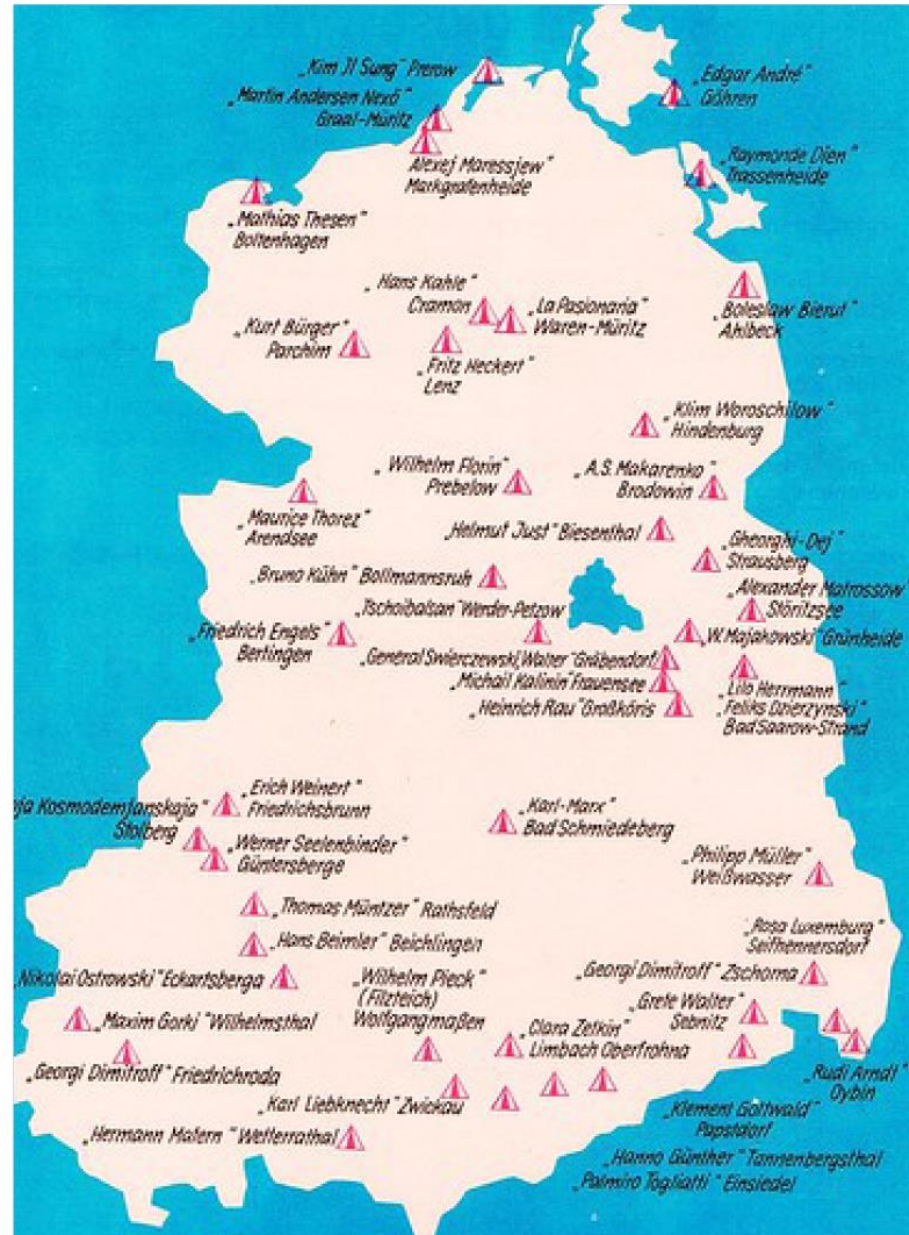 „Kim Jl Sung" Prerow
„Edgar André"
Göhren
„Martin Andersen Nexö"
Graal-Müritz
Alexej Maressjew"
Markgrafenheide
„Raymonde Dien"
Trassenheide
„Mathias Thesen"
Boltenhagen
„Hans Kahle"
Cramon
„La Pasionaria"
Waren-Müritz
„Boleslaw Bierut"
Ahlbeck
„Kurt Bürger"
Parchim
„Fritz Heckert"
Lenz
„Klim Woroschilow"
Hindenburg
„Wilhelm Florin"
Prebelow
„A.S. Makarenko"
Brodowin
„Maurice Thorez"
Arendsee
„Helmut Just" Biesenthal
„Gheorghi-Dej"
Strausberg
„Bruno Kühn" Bollmannsruh
„Alexander Matrossow"
Störitzsee
„Tschoibalsan" Werder-Petzow
„Friedrich Engels"
Bertingen
„W. Majakowski" Grünheide
„General Swierczewski, Walter" Gräbendorf
„Michail Kalinin" Frauensee
„Lilo Herrmann"
„Heinrich Rau" Großköris
„Feliks Dzierzynski"
Bad Saarow-Strand
„Erich Weinert"
Friedrichsbrunn
ja Kosmodemjanskaja"
Stolberg
„Karl-Marx"
Bad Schmiedeberg
„Werner Seelenbinder"
Güntersberge
„Philipp Müller"
Weißwasser
„Thomas Müntzer" Rathsfeld
„Rosa Luxemburg"
Seifhennersdorf
„Hans Beimler" Beichlingen
„Nikolai Ostrowski" Eckartsberga
„Wilhelm Pieck"
(Filzteich)
Wolfgangmaßen
„Georgi Dimitroff" Zschorna
„Grete Walter"
Sebnitz
„Maxim Gorki" Wilhelmsthal
„Clara Zetkin"
Limbach Oberfrohna
„Georgi Dimitroff" Friedrichroda
„Rudi Arndt"
Oybin
„Karl Liebknecht" Zwickau
„Klement Gottwald"
Papstdorf
„Hermann Matern" Wetterrathal
„Hanno Günther" Tannenbergsthal
„Palmiro Togliatti" Einsiedel